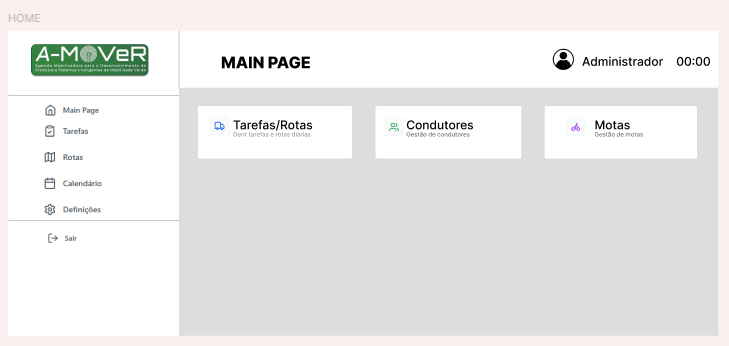 HOME
A-MOVeR
Agenda Mobilizadora para o Desenvolvimento de
Produtos e Sistemas Inteligentes de Mobilidade Verde
MAIN PAGE
Administrador
00:00
Main Page
Tarefas
Rotas
Calendário
Definições
Sair
Tarefas/Rotas
Gerir tarefas e rotas diárias
Condutores
Gestão de condutores
Motas
Gestão de motas